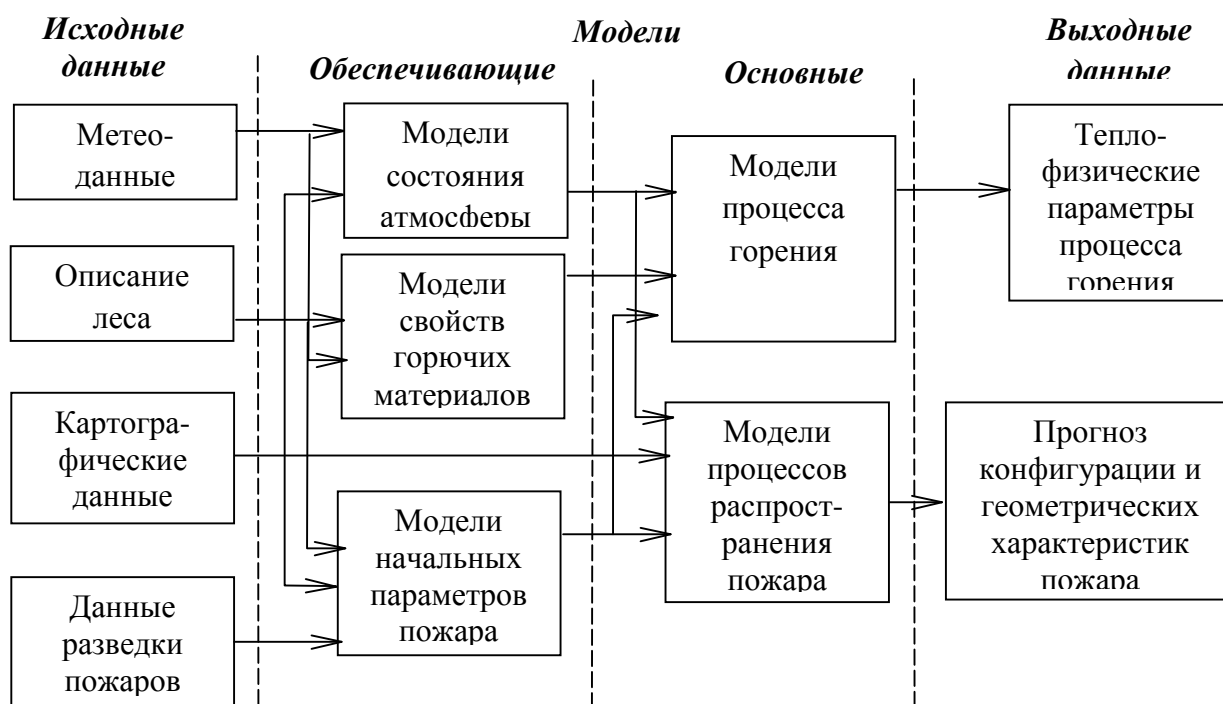 Исходные
данные
Модели
Выходные
данные
Обеспечивающие
Основные
Метео-
данные
Описание
леса
Картогра-
фические
данные
Данные
разведки
пожаров
Модели
состояния
атмосферы
Модели
свойств
горючих
материалов
Модели
начальных
параметров
пожара
Модели
процесса
горения
Модели
процессов
распрост-
ранения
пожара
Тепло-
физические
параметры
процесса
горения
Прогноз
конфигурации и
геометрических
характеристик
пожара